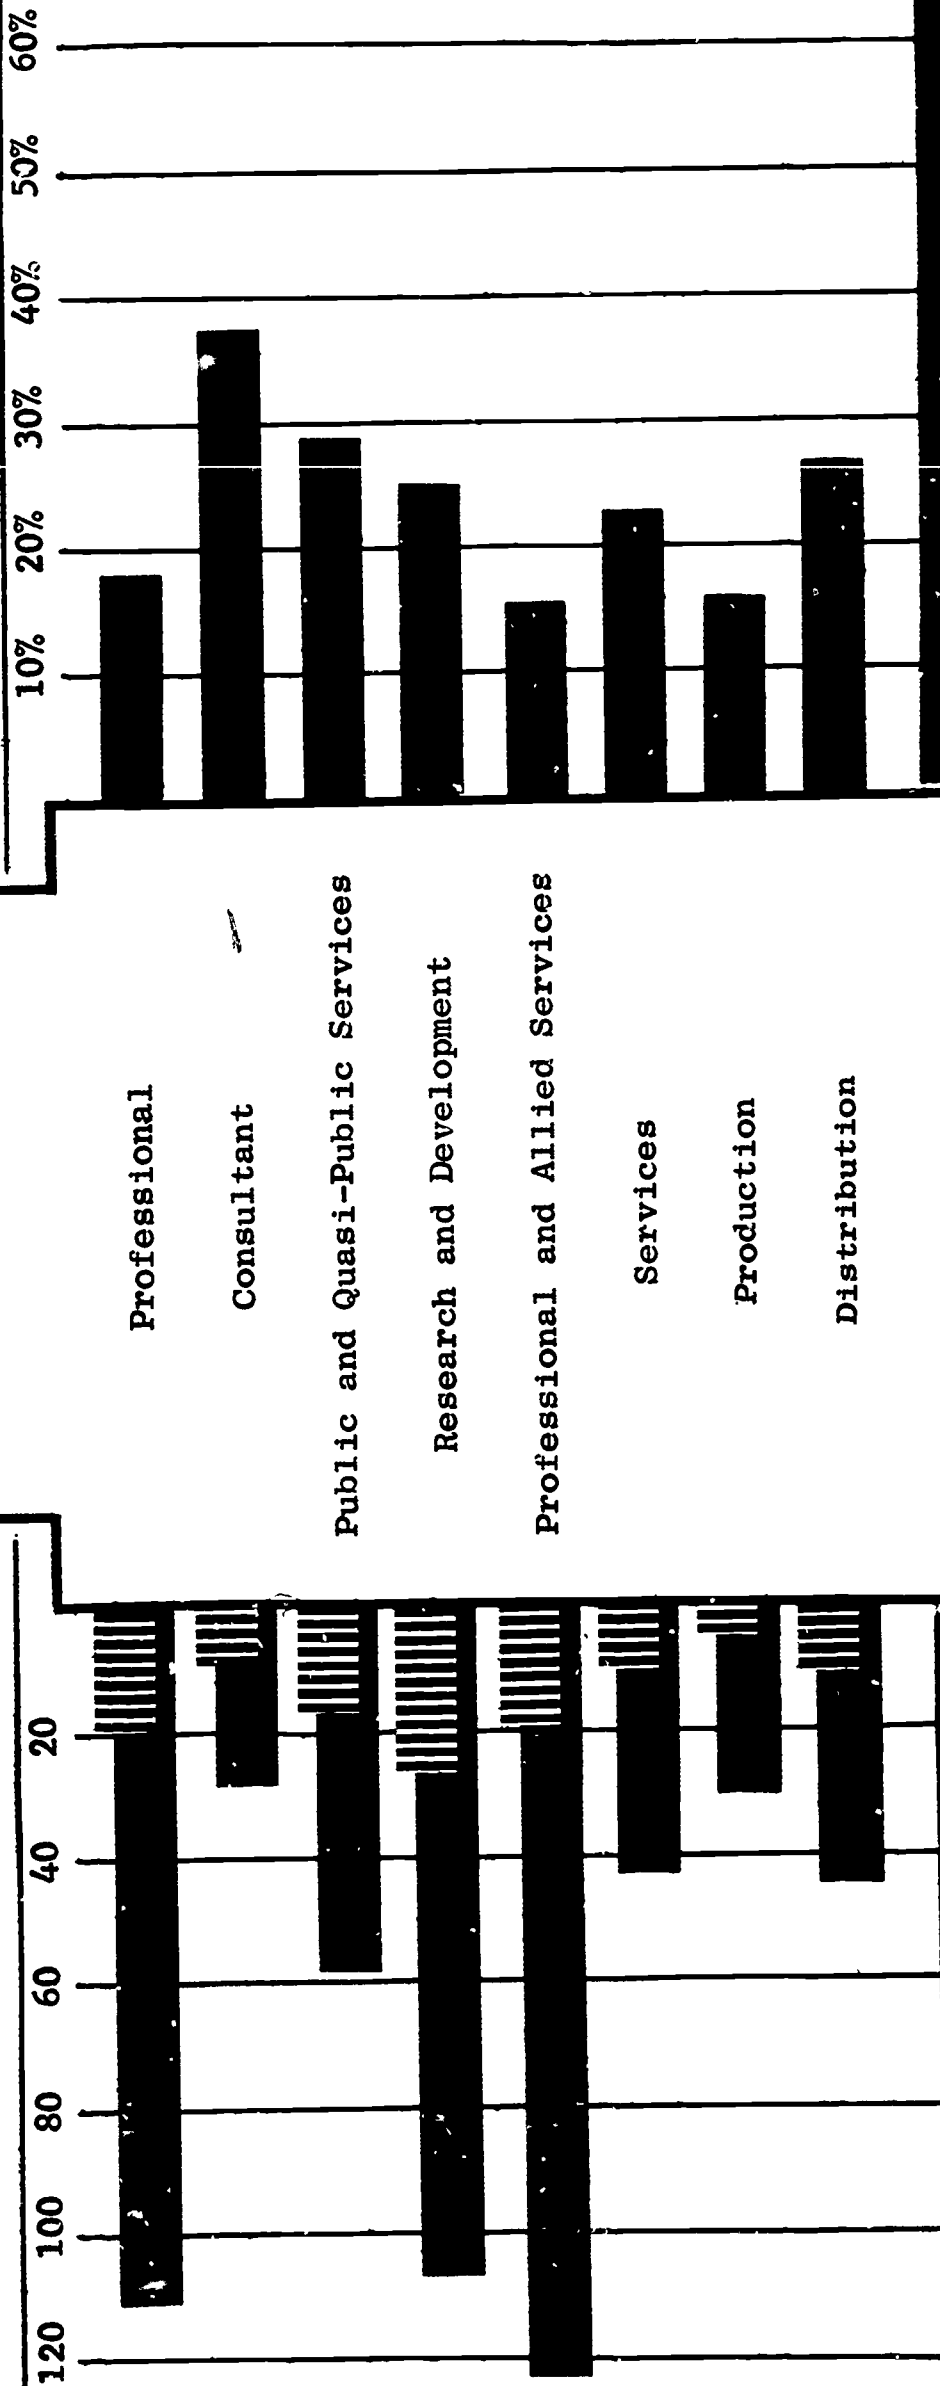 60%
50%
40%
30%
20%
10%
Professional
Consultant
Public and Quasi-Public Services
Research and Development
Professional and Allied Services
Services
Production
Distribution
20
40
60
80
100
120